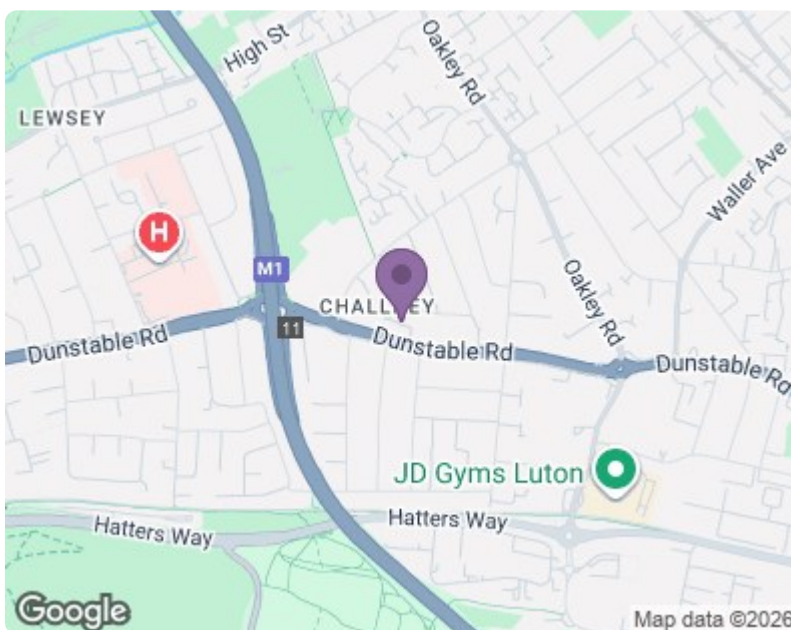 High St
Oakley Rd
LEWSEY
Waller Ave
H
M1
CHALLNEY
Oakley Rd
11
Dunstable Rd
Dunstable Rd
Dunstable Rd
JD Gyms Luton
Hatters Way
Hatters Way
Google
Map data ©2026